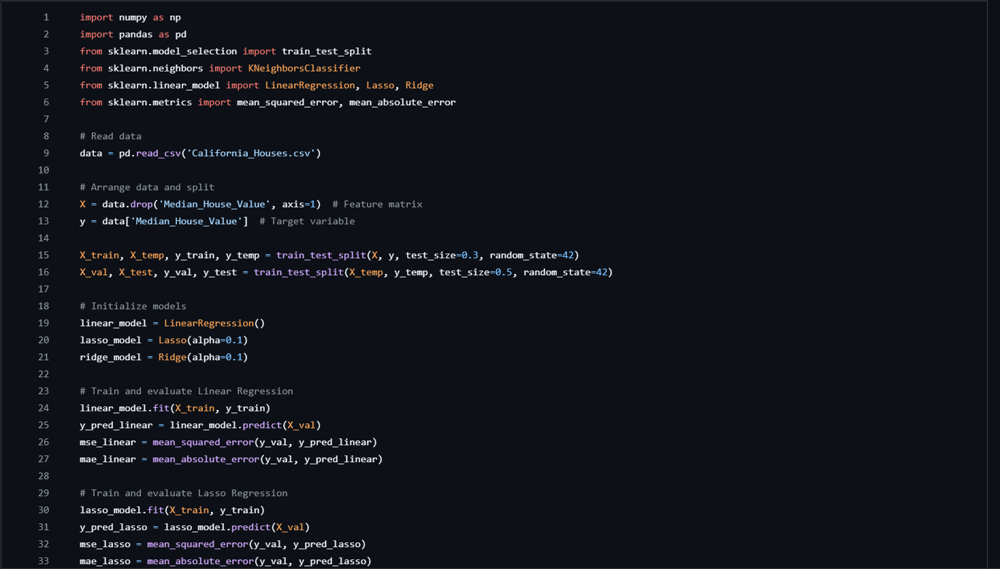 1 import numpy as np
2 import pandas as pd
3 from sklearn.model_selection import train_test_split
4 from sklearn.neighbors import KNeighborsClassifier
5 from sklearn.linear_model import LinearRegression, Lasso, Ridge
6 from sklearn.metrics import mean_squared_error, mean_absolute_error
7
8 # Read data
9 data = pd.read_csv('California_Houses.csv')
10
11 # Arrange data and split
12 X = data.drop('Median_House_Value', axis=1)  # Feature matrix
13 y = data['Median_House_Value']  # Target variable
14
15 X_train, X_temp, y_train, y_temp = train_test_split(X, y, test_size=0.3, random_state=42)
16 X_val, X_test, y_val, y_test = train_test_split(X_temp, y_temp, test_size=0.5, random_state=42)
17
18 # Initialize models
19 linear_model = LinearRegression()
20 lasso_model = Lasso(alpha=0.1)
21 ridge_model = Ridge(alpha=0.1)
22
23 # Train and evaluate Linear Regression
24 linear_model.fit(X_train, y_train)
25 y_pred_linear = linear_model.predict(X_val)
26 mse_linear = mean_squared_error(y_val, y_pred_linear)
27 mae_linear = mean_absolute_error(y_val, y_pred_linear)
28
29 # Train and evaluate Lasso Regression
30 lasso_model.fit(X_train, y_train)
31 y_pred_lasso = lasso_model.predict(X_val)
32 mse_lasso = mean_squared_error(y_val, y_pred_lasso)
33 mae_lasso = mean_absolute_error(y_val, y_pred_lasso)